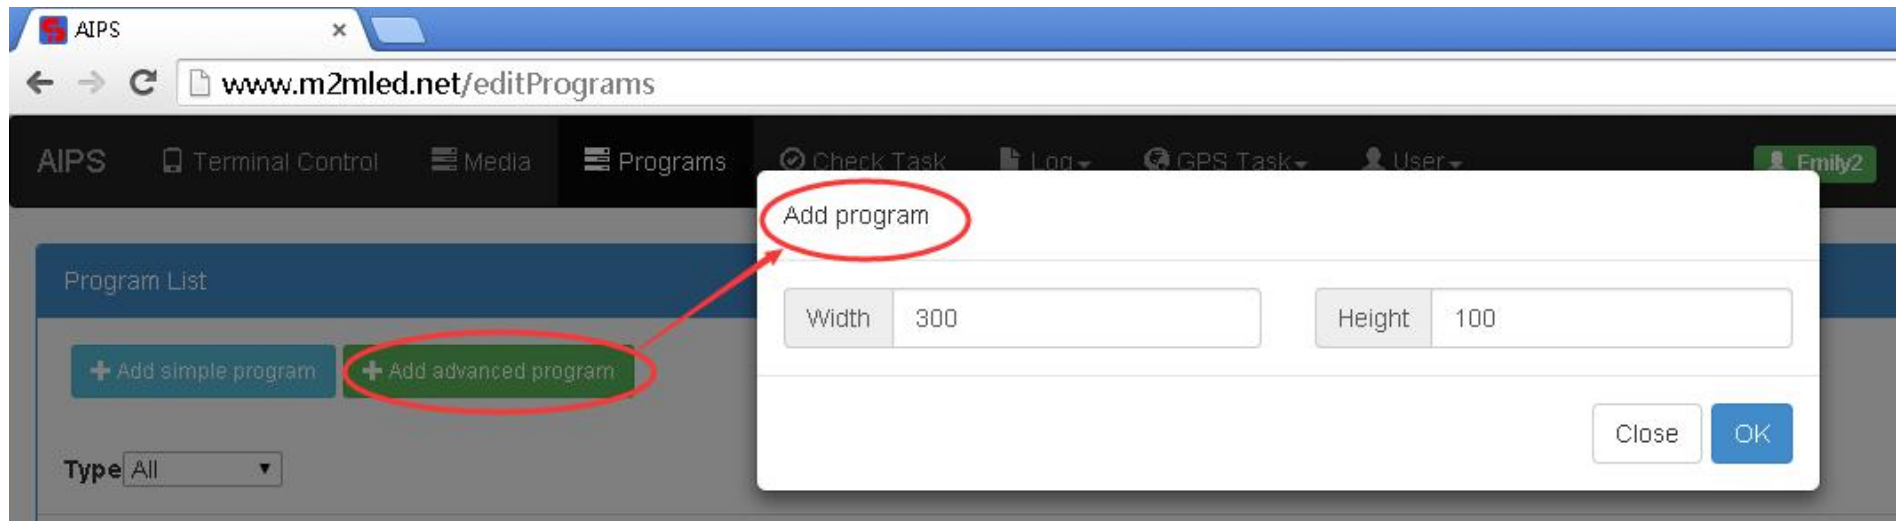 AIPS
www.m2mled.net/editPrograms
AIPS Terminal Control Media Programs Check Task Log GPS Task User Emily2
Add program
Program List
Width 300 Height 100
Add simple program Add advanced program
Close OK
Type All